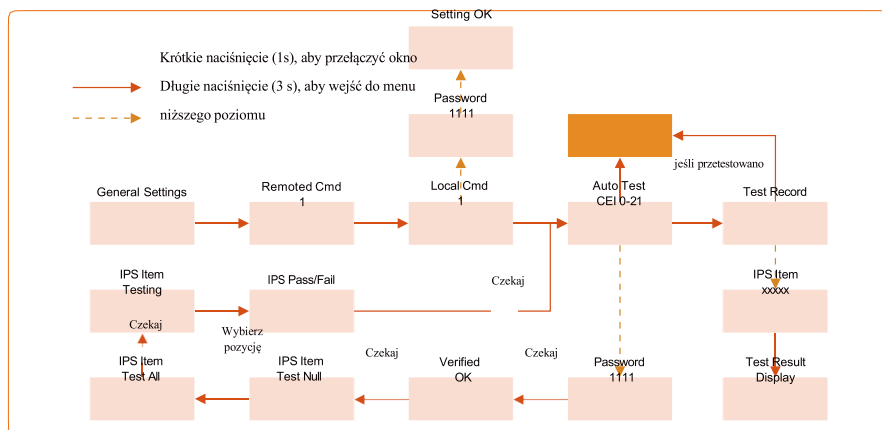 Setting OK
Krótkie naciśnięcie (1s), aby przełączyć okno
Długie naciśnięcie (3 s), aby wejść do menu
niższego poziomu
Password
1111
jeśli przetestowano
General Settings
Remoted Cmd
1
Local Cmd
1
Auto Test
CEI 0-21
Test Record
IPS Item
Testing
IPS Pass/Fail
Czekaj
IPS Item
xxxxx
Czekaj
Wybierz
pozycję
Czekaj
Czekaj
IPS Item
Test All
IPS Item
Test Null
Verified
OK
Password
1111
Test Result
Display